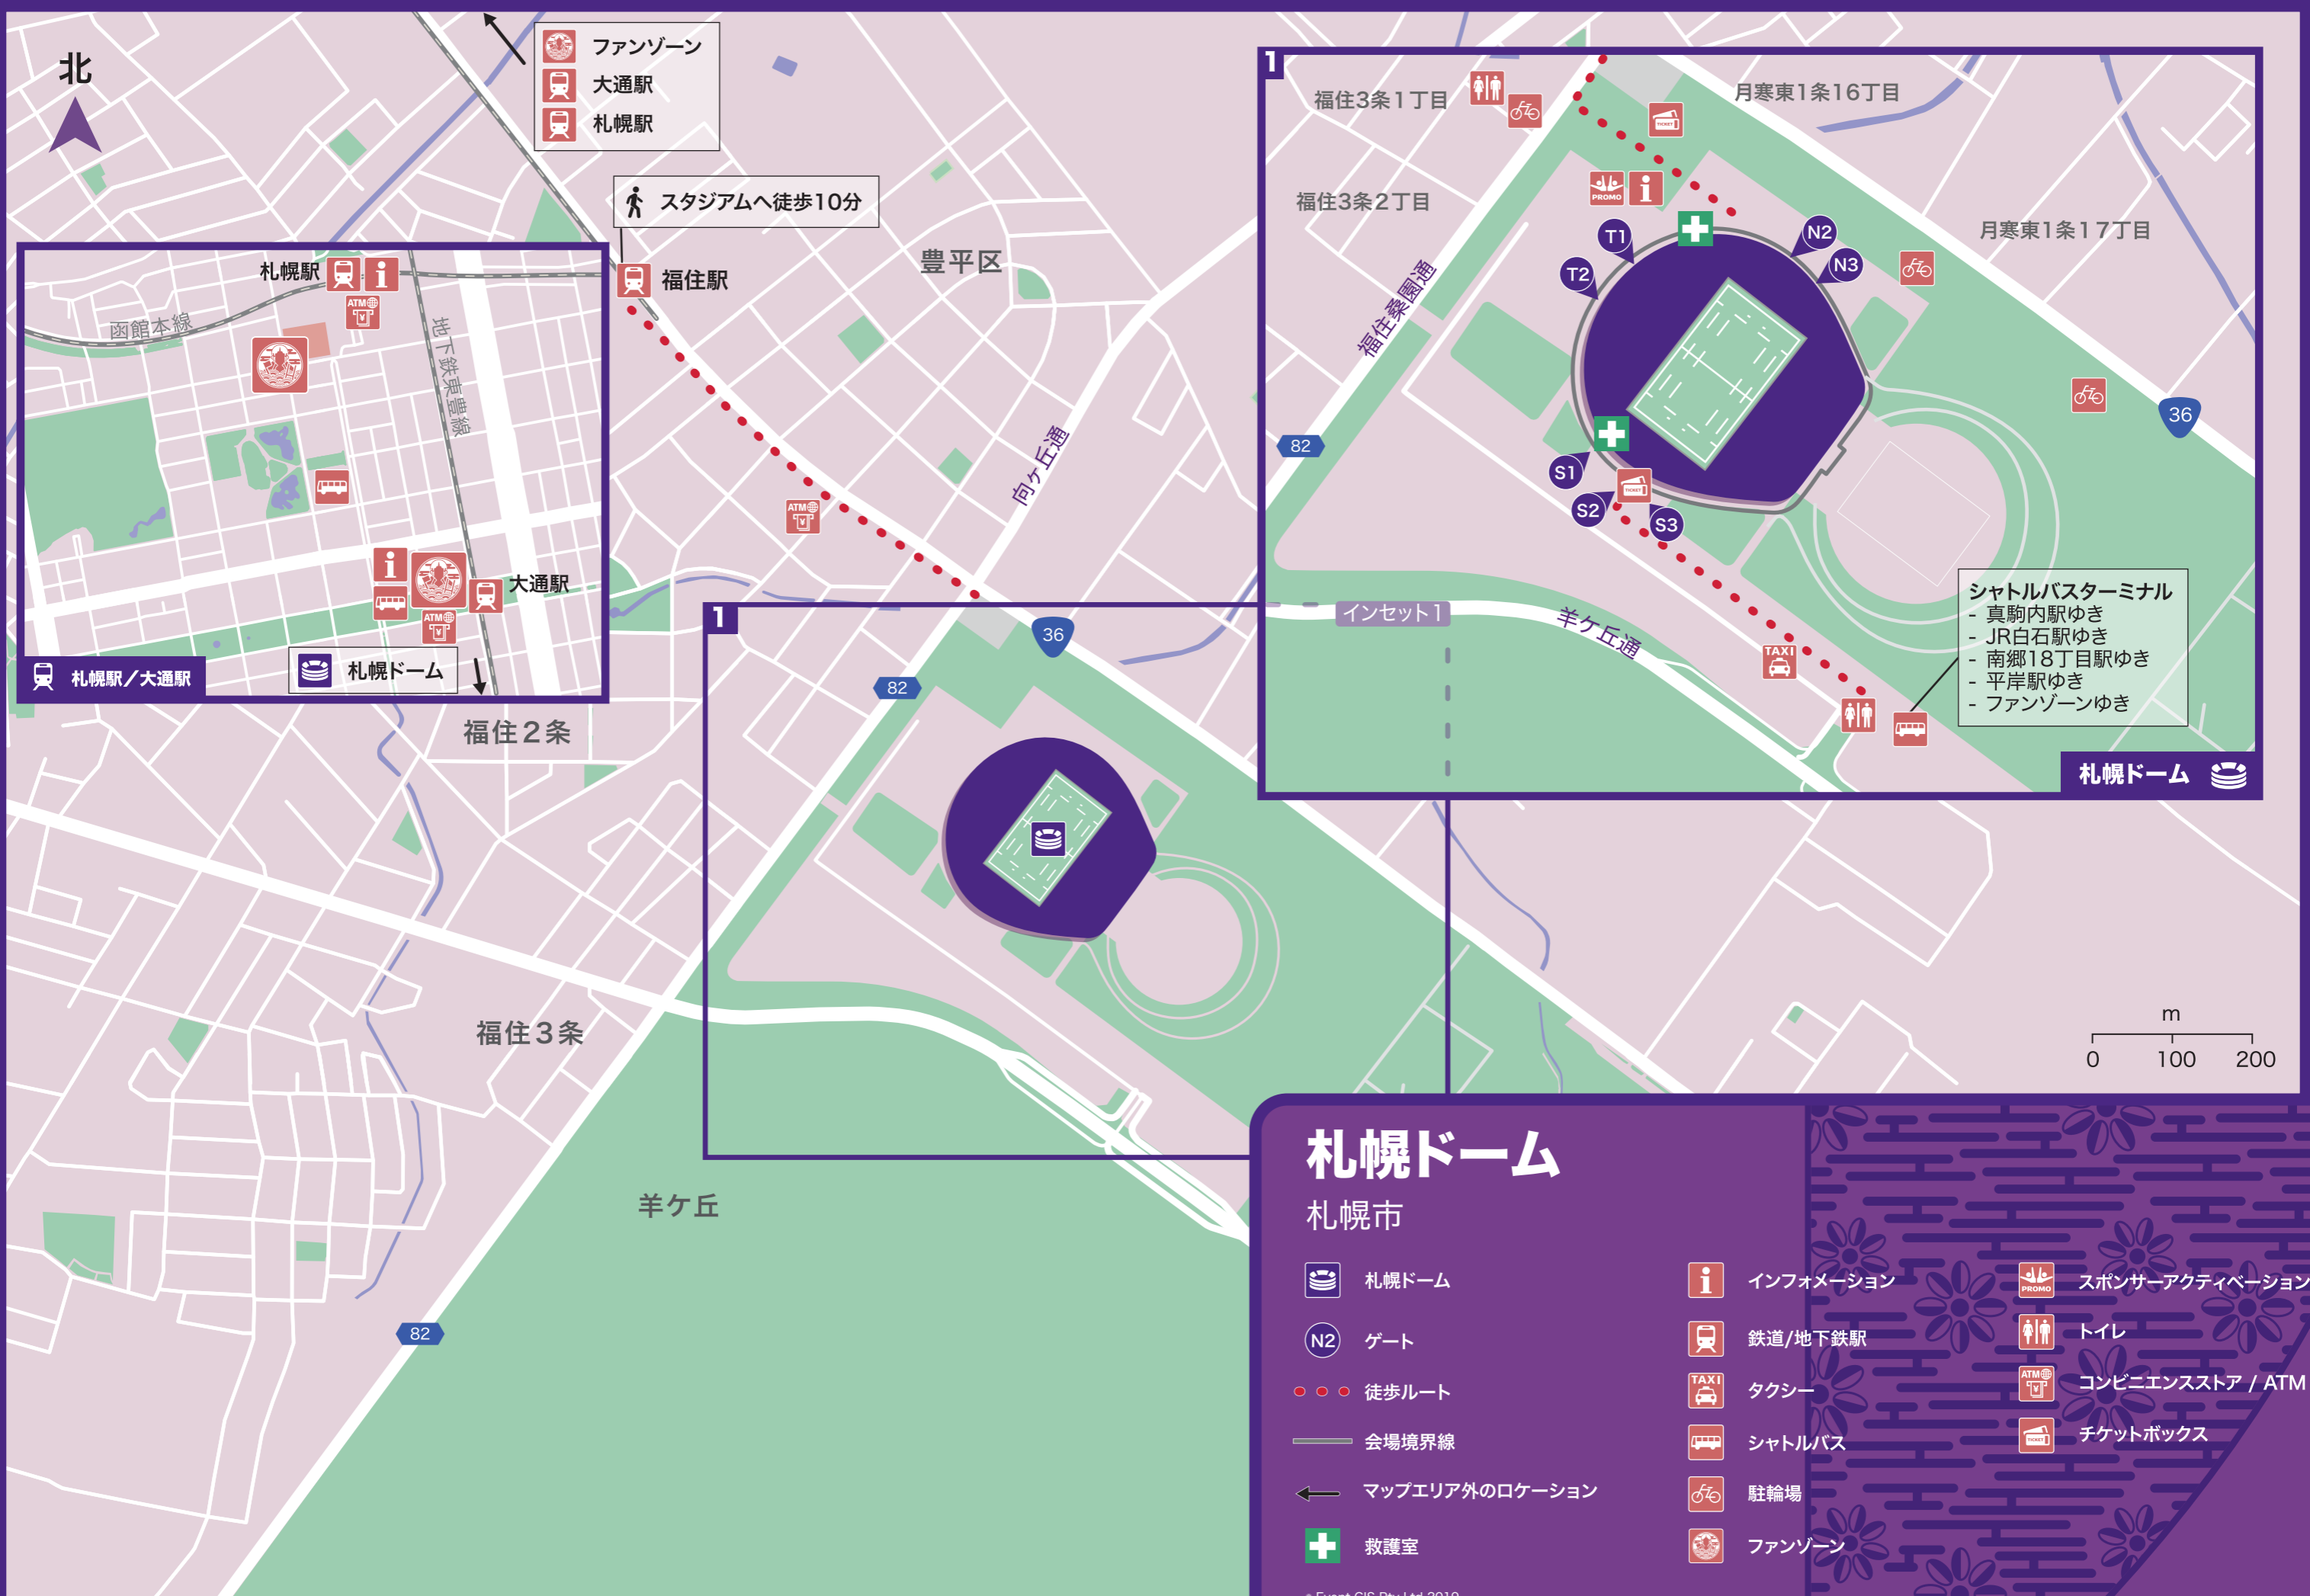 北
ファンゾーン
大通駅
札幌駅
スタジアムへ徒歩10分
福住駅
豊平区
向ヶ丘通
ATM
¥
札幌駅
i
ATM
¥
函館本線
地下鉄東豊線
i
大通駅
ATM
¥
札幌ドーム
札幌駅／大通駅
福住２条
福住３条
羊ケ丘
82
1
36
82
1
福住3条1丁目
月寒東1条16丁目
TICKET
福住3条2丁目
PROMO
i
月寒東1条1７丁目
T1
T2
N2
N3
福住桑園通
36
82
S1
S2
TICKET
S3
インセット1
羊ケ丘通
TAXI
シャトルバスターミナル
- 真駒内駅ゆき
- JR白石駅ゆき
- 南郷18丁目駅ゆき
- 平岸駅ゆき
- ファンゾーンゆき
札幌ドーム
m
0 100 200
札幌ドーム
札幌市
札幌ドーム
N2 ゲート
徒歩ルート
会場境界線
マップエリア外のロケーション
救護室
i インフォメーション
鉄道/地下鉄駅
TAXI タクシー
シャトルバス
駐輪場
ファンゾーン
PROMO スポンサーアクティベーション
トイレ
ATM ¥ コンビニエンスストア / ATM
TICKET チケットボックス